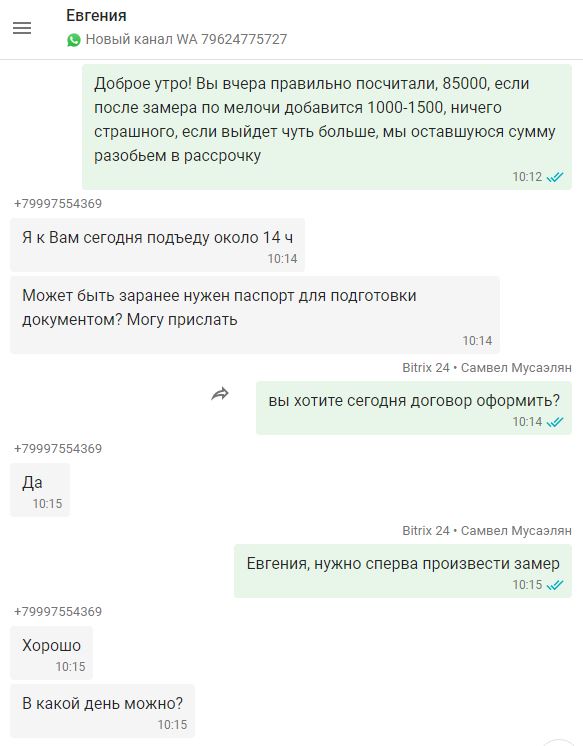 Евгения
Новый канал WA 79624775727
Доброе утро! Вы вчера правильно посчитали, 85000, если
после замера по мелочи добавится 1000-1500, ничего
страшного, если выйдет чуть больше, мы оставшуюся сумму
разобьем в рассрочку
10:12
+79997554369
Я к Вам сегодня подъеду около 14 ч
10:14
Может быть заранее нужен паспорт для подготовки
документом? Могу прислать
10:14
Bitrix 24 • Самвел Мусаэлян
вы хотите сегодня договор оформить?
10:14
+79997554369
Да
10:15
Bitrix 24 • Самвел Мусаэлян
Евгения, нужно сперва произвести замер
10:15
+79997554369
Хорошо
10:15
В какой день можно?
10:15